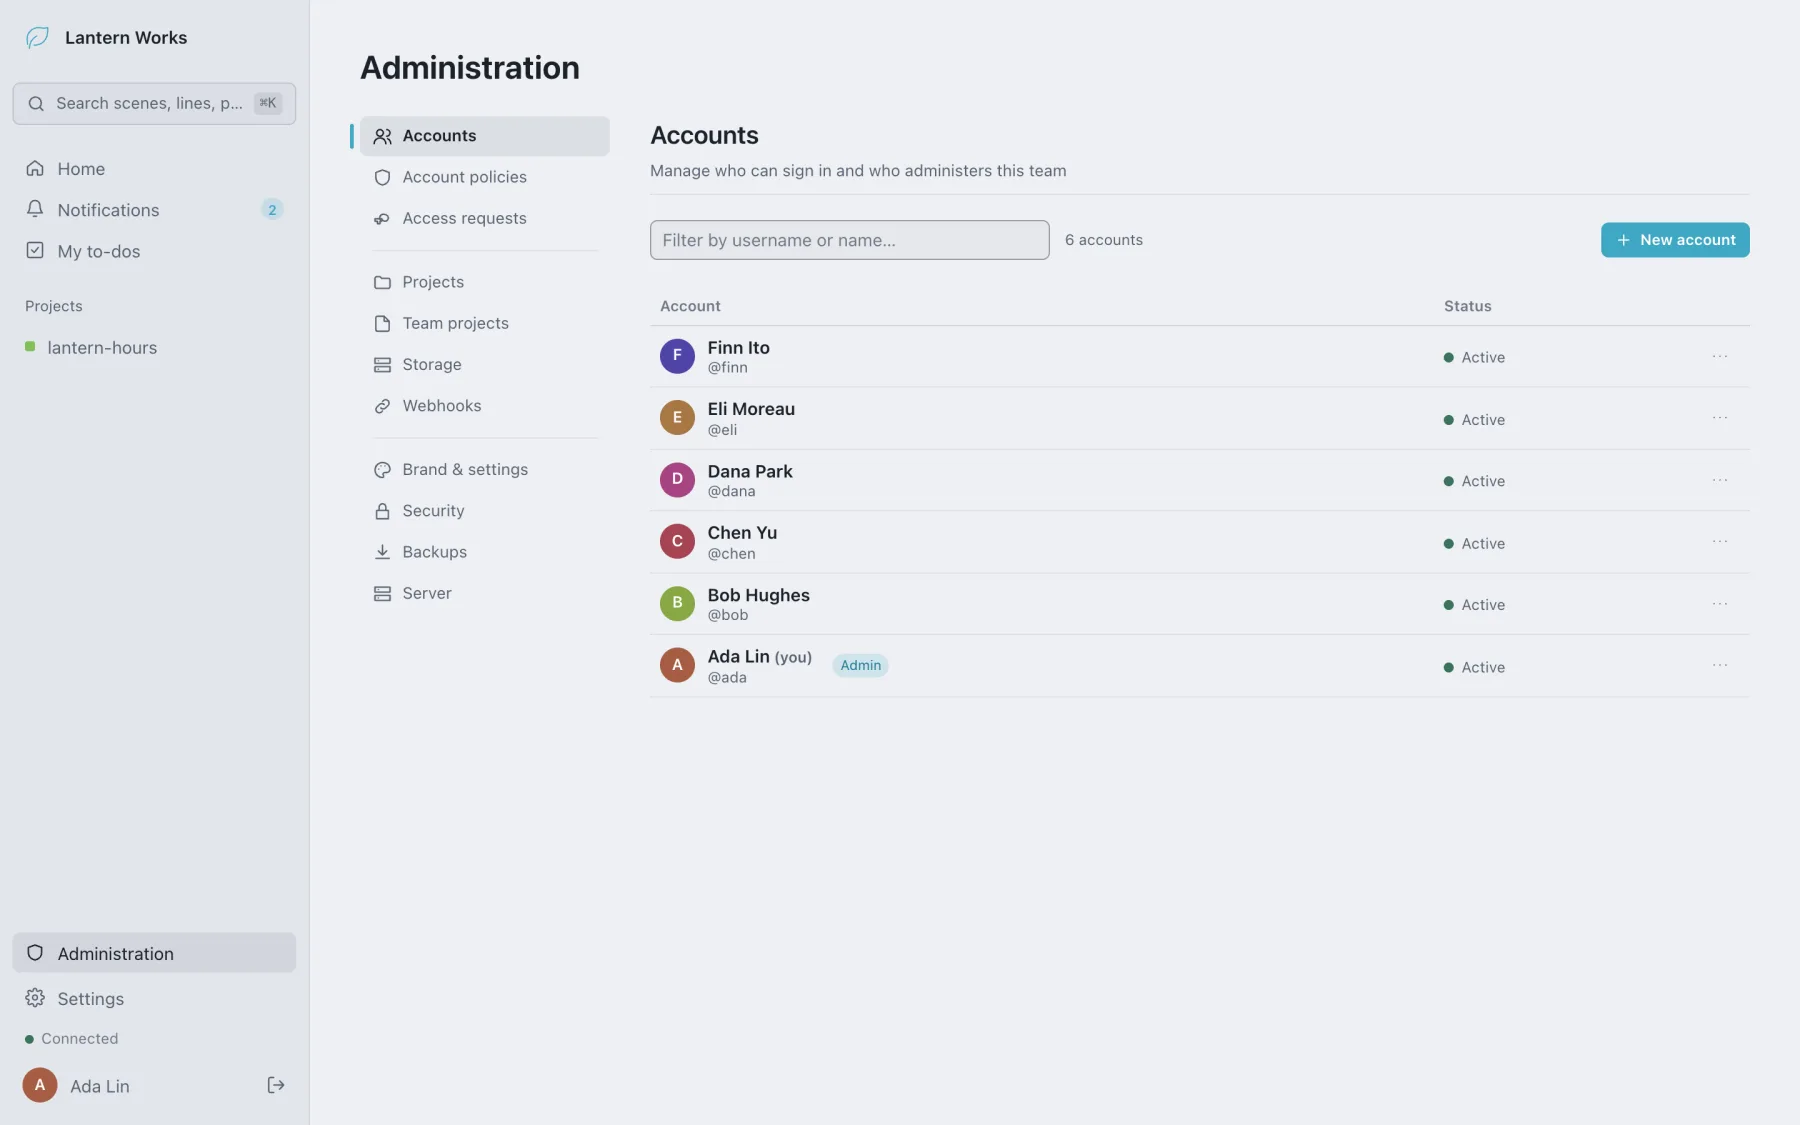 Lantern Works
Search scenes, lines, p... ⌘K
Home
Notifications 2
My to-dos
Projects
lantern-hours
Administration
Settings
Connected
A Ada Lin
Administration
Accounts
Account policies
Access requests
Projects
Team projects
Storage
Webhooks
Brand & settings
Security
Backups
Server
Accounts
Manage who can sign in and who administers this team
Filter by username or name...
6 accounts
+ New account
Account Status
F Finn Ito
@finn
Active
E Eli Moreau
@eli
Active
D Dana Park
@dana
Active
C Chen Yu
@chen
Active
B Bob Hughes
@bob
Active
A Ada Lin (you) Admin
@ada
Active